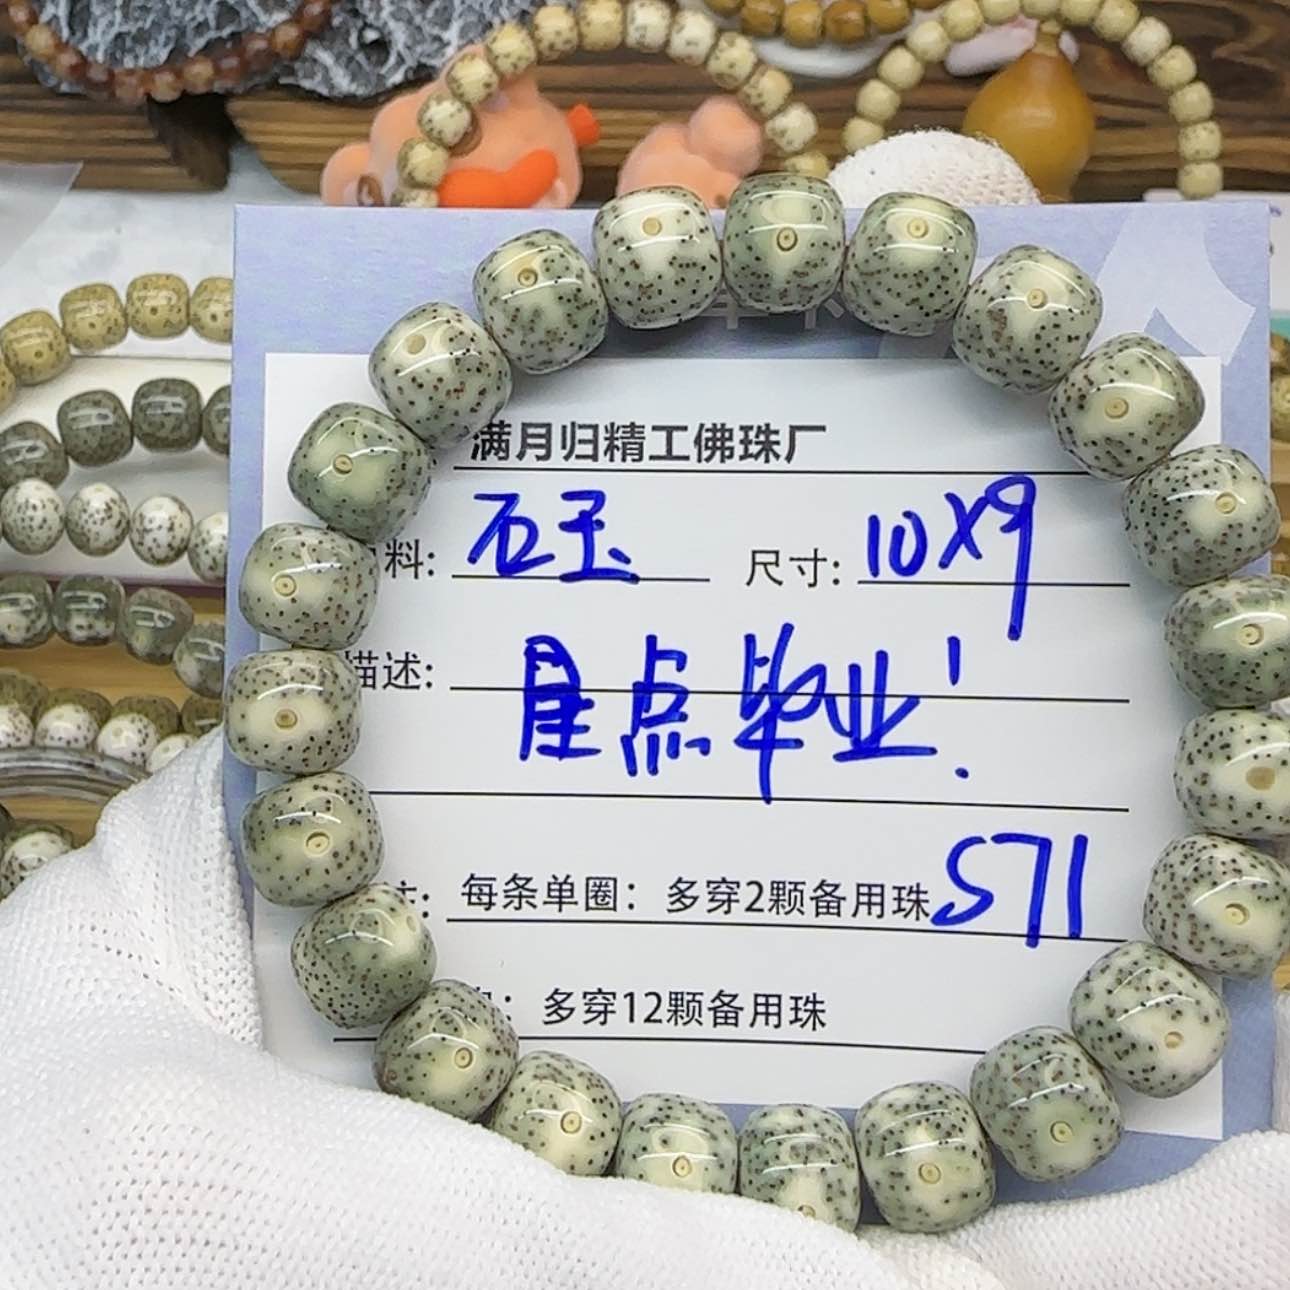 满月归精工佛珠厂
料: 石玉 尺寸: 10X9
描述: 星点毕业!
每条单圈：多穿2颗备用珠 571
：多穿12颗备用珠